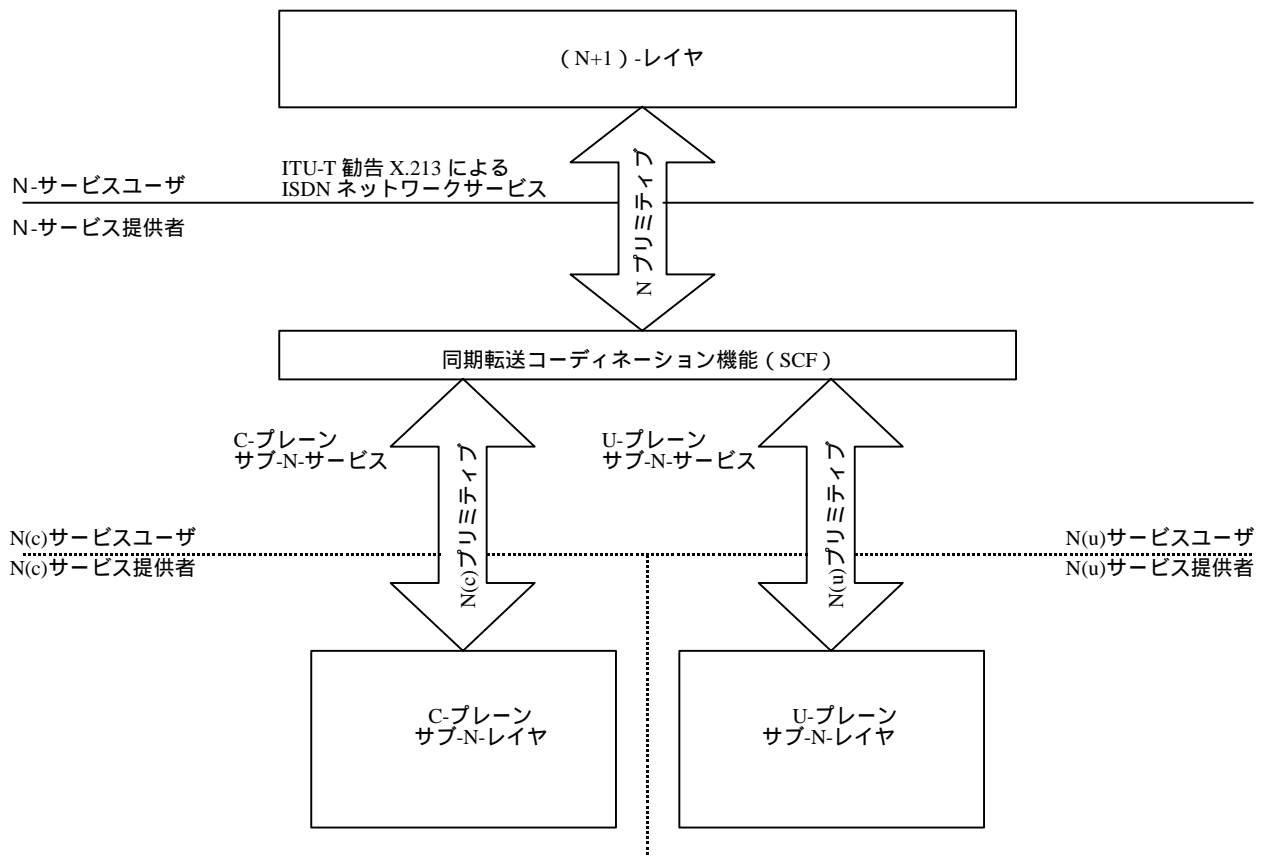 ( N+1 ) -レイヤ
ITU-T 勧告 X.213 による
ISDN ネットワークサービス
N-サービスユーザ
N-サービス提供者
N プリミティブ
同期転送コーディネーション機能 ( SCF )
C-プレーン
サブ-N-サービス
U-プレーン
サブ-N-サービス
N(c)プリミティブ
N(u)プリミティブ
N(c)サービスユーザ
N(c)サービス提供者
N(u)サービスユーザ
N(u)サービス提供者
C-プレーン
サブ-N-レイヤ
U-プレーン
サブ-N-レイヤ